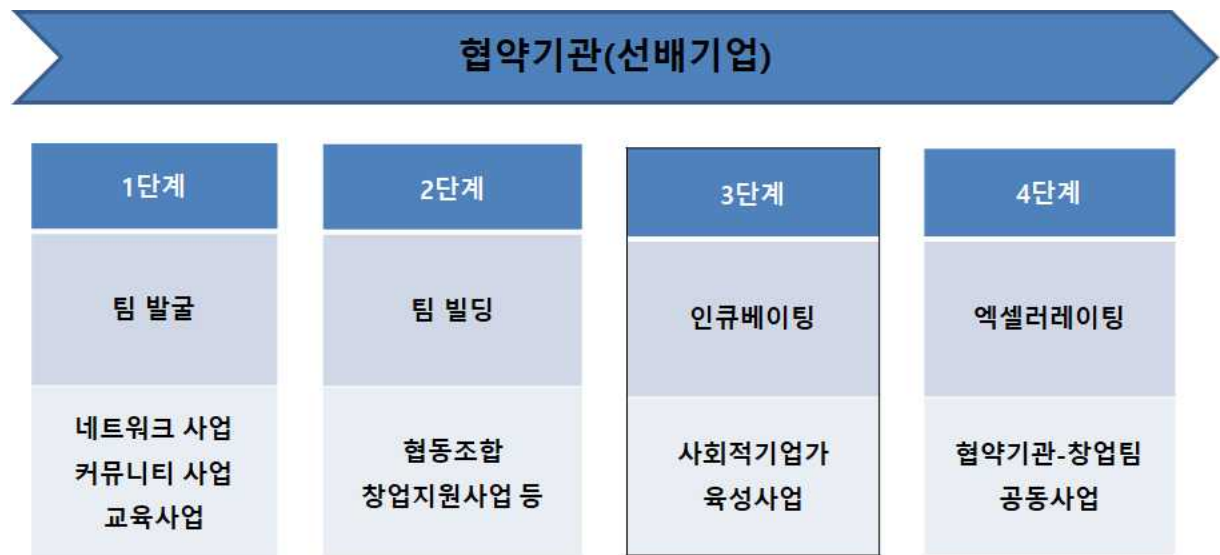 협약기관(선배기업)
1단계
팀 발굴
네트워크 사업
커뮤니티 사업
교육사업
2단계
팀 빌딩
협동조합
창업지원사업 등
3단계
인큐베이팅
사회적기업가
육성사업
4단계
엑셀러레이팅
협약기관-창업팀
공동사업